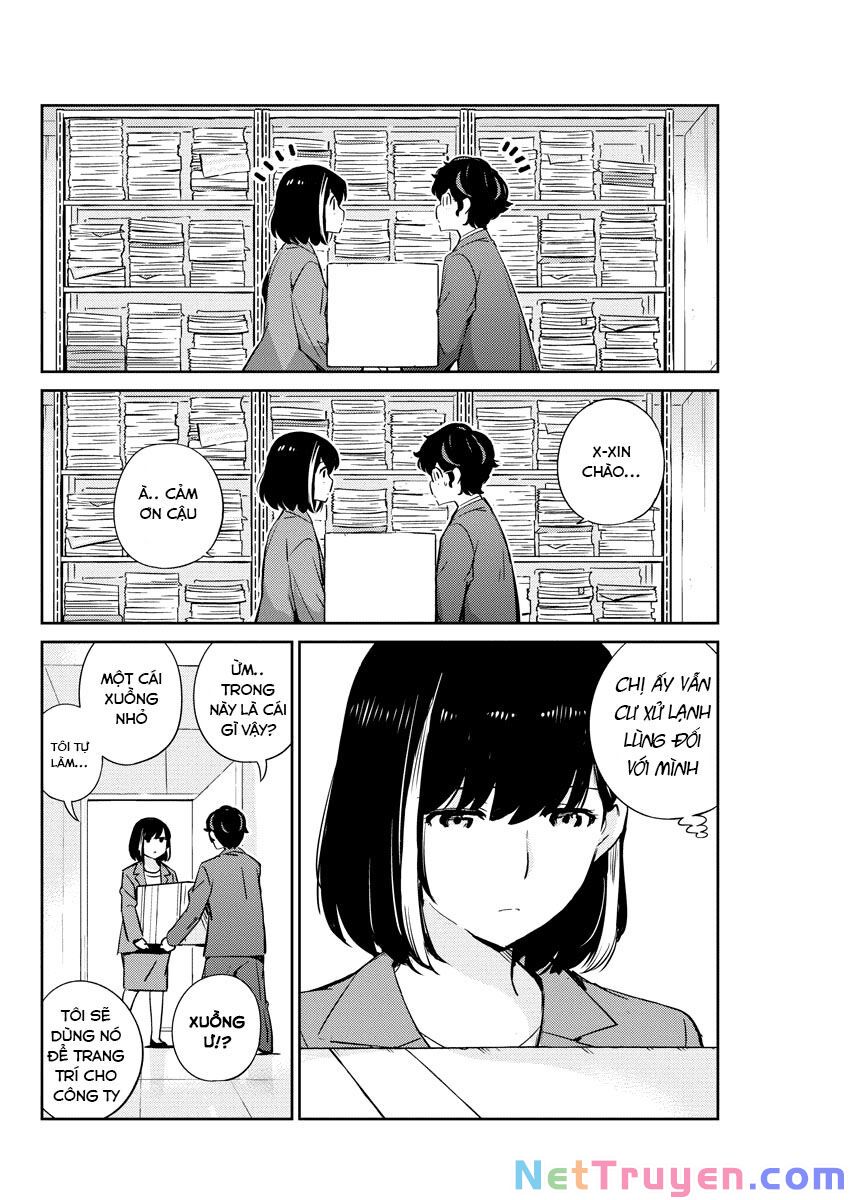 X-XIN
CHÀO...
À.. CẢM
ƠN CẬU
CHỊ ẤY VẪN
CƯ XỬ LẠNH
LÙNG ĐỐI
VỚI MÌNH
ỪM..
TRONG
NÀY LÀ CÁI
GÌ VẬY?
MỘT CÁI
XUỒNG
NHỎ
TÔI TỰ
LÀM...
XUỒNG
Ư!?
TÔI SẼ
DÙNG NÓ
ĐỂ TRANG
TRÍ CHO
CÔNG TY
NetTruyen.com